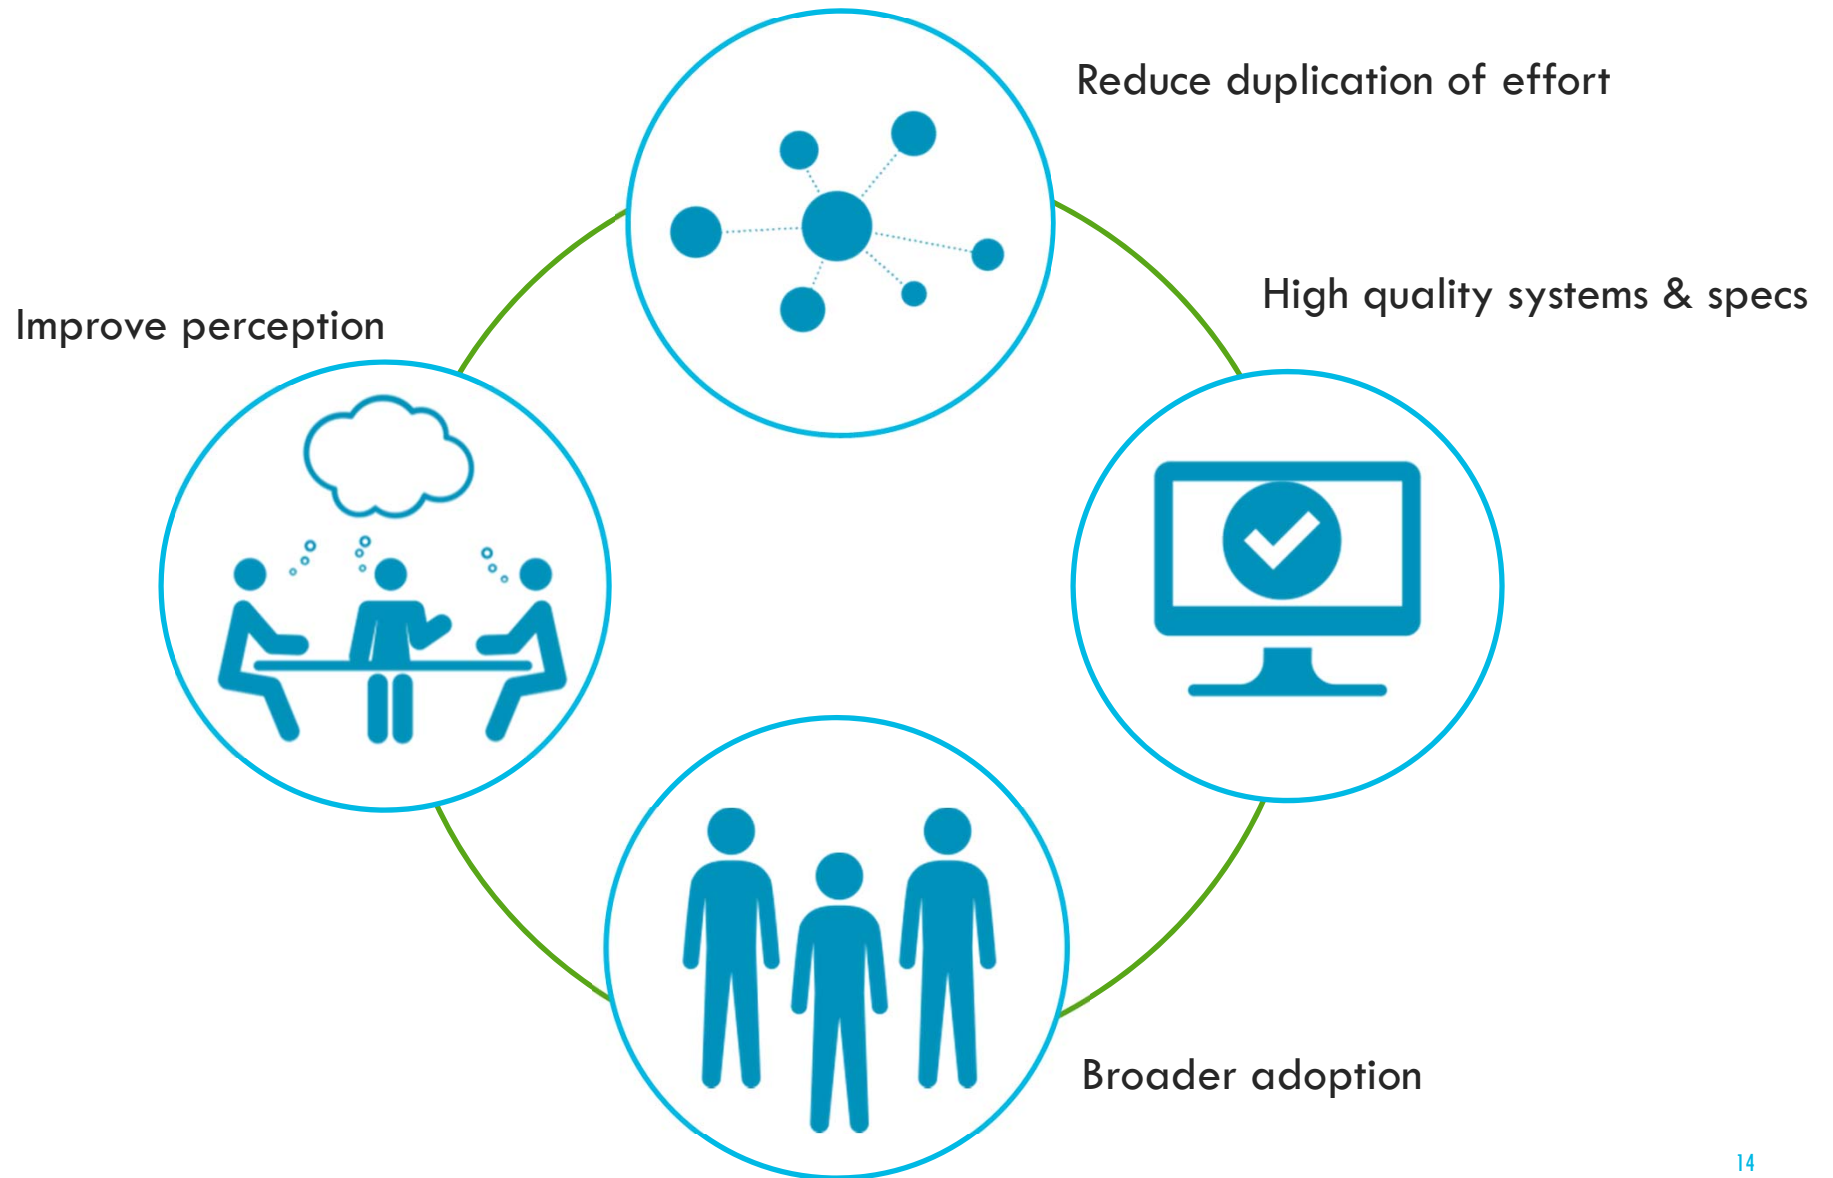 Reduce duplication of effort
High quality systems & specs
Improve perception
Broader adoption
14